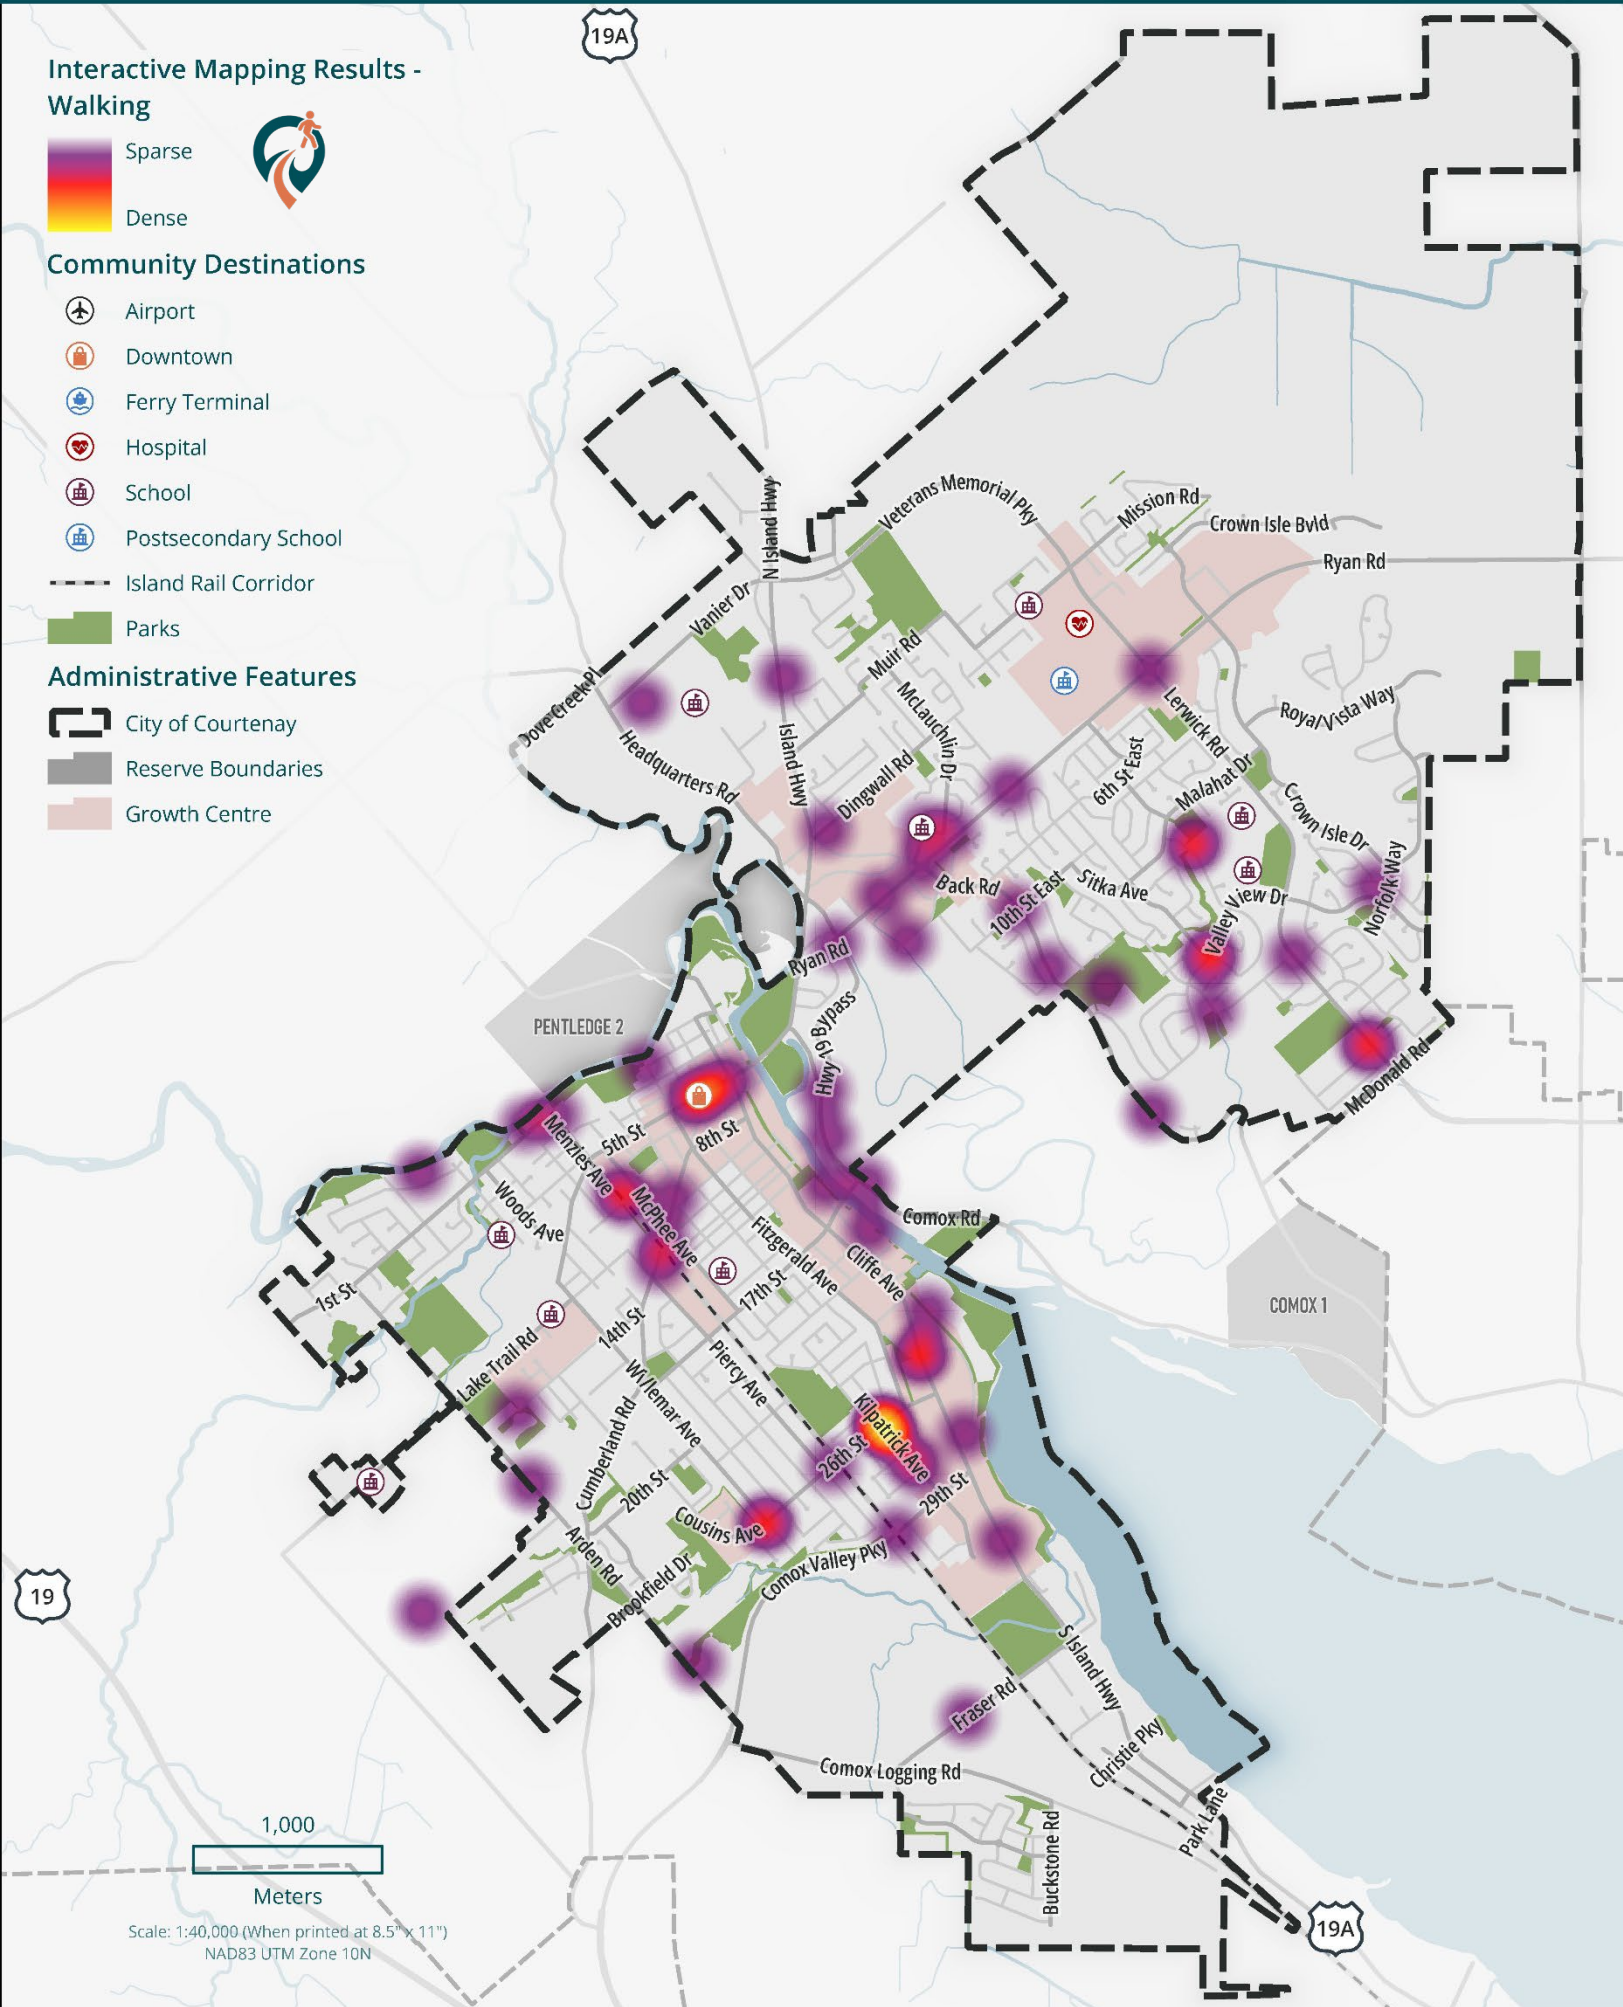 19A
Interactive Mapping Results -
Walking
Sparse
Dense
Community Destinations
Airport
Downtown
Ferry Terminal
Hospital
School
Postsecondary School
Island Rail Corridor
Parks
Administrative Features
City of Courtenay
Reserve Boundaries
Growth Centre
Veterans Memorial Pky
Mission Rd
Crown Isle Bvld
Ryan Rd
N Island Hwy
Vanier Dr
Muir Rd
Dove Creek Pl
McLauchlin Dr
Lerwick Rd
Royal Vista Way
Headquarters Rd
Island Hwy
Dingwall Rd
6th St East
Malahat Dr
Crown Isle Dr
Back Rd
10th St East
Sitka Ave
Valley View Dr
Norfolk Way
Ryan Rd
Hwy 19 Bypass
PENTLEDGE 2
McDonald Rd
5th St
8th St
Menzies Ave
McPhee Ave
Woods Ave
Fitzgerald Ave
Cliffe Ave
Comox Rd
COMOX 1
1st St
17th St
14th St
Lake Trail Rd
Piercy Ave
Willemar Ave
Cumberland Rd
Kilpatrick Ave
26th St
29th St
20th St
Cousins Ave
Arden Rd
Brookfield Dr
Comox Valley Pky
19
S Island Hwy
Fraser Rd
Christie Pky
Comox Logging Rd
Park Lane
Buckstone Rd
19A
1,000
Meters
Scale: 1:40,000 (When printed at 8.5" x 11")
NAD83 UTM Zone 10N